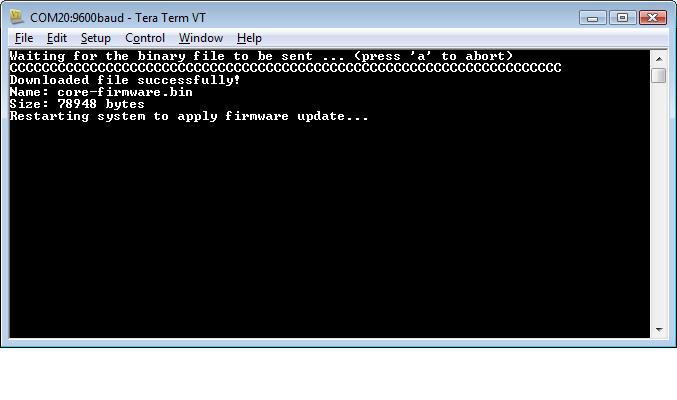 COM20:9600baud - Tera Term VT
File Edit Setup Control Window Help
Waiting for the binary file to be sent ... (press 'a' to abort)
CCCCCCCCCCCCCCCCCCCCCCCCCCCCCCCCCCCCCCCCCCCCCCCCCCCCCCCCCCCCCCCCCCCCC
Downloaded file successfully!
Name: core-firmware.bin
Size: 78948 bytes
Restarting system to apply firmware update...